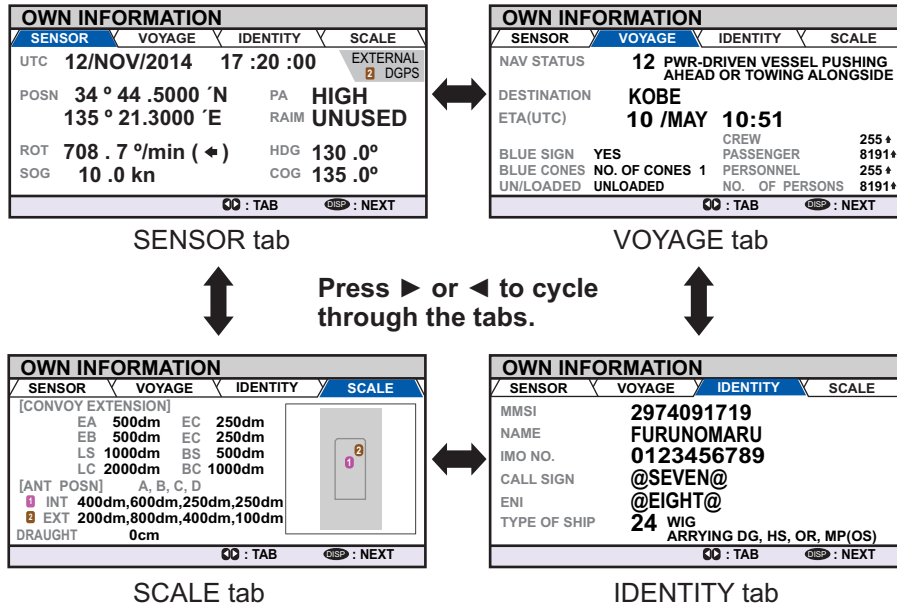 OWN INFORMATION
SENSOR VOYAGE IDENTITY SCALE
UTC 12/NOV/2014 17 :20 :00 EXTERNAL
2 DGPS
POSN 34 º 44 .5000 ´N PA HIGH
135 º 21.3000 ´E RAIM UNUSED
ROT 708 . 7 º/min ( 🡸 ) HDG 130 .0º
SOG 10 .0 kn COG 135 .0º
: TAB DISP : NEXT
SENSOR tab
OWN INFORMATION
SENSOR VOYAGE IDENTITY SCALE
NAV STATUS 12 PWR-DRIVEN VESSEL PUSHING
AHEAD OR TOWING ALONGSIDE
DESTINATION KOBE
ETA(UTC) 10 /MAY 10:51
CREW 255
BLUE SIGN YES PASSENGER 8191
BLUE CONES NO. OF CONES 1 PERSONNEL 255
UN/LOADED UNLOADED NO. OF PERSONS 8191
: TAB DISP : NEXT
VOYAGE tab
Press ► or ◄ to cycle
through the tabs.
OWN INFORMATION
SENSOR VOYAGE IDENTITY SCALE
[CONVOY EXTENSION]
EA 500dm EC 250dm
EB 500dm EC 250dm
LS 1000dm BS 500dm
LC 2000dm BC 1000dm
[ANT POSN] A, B, C, D
1 INT 400dm,600dm,250dm,250dm
2 EXT 200dm,800dm,400dm,100dm
DRAUGHT 0cm
2
1
: TAB DISP : NEXT
SCALE tab
OWN INFORMATION
SENSOR VOYAGE IDENTITY SCALE
MMSI 2974091719
NAME FURUNOMARU
IMO NO. 0123456789
CALL SIGN @SEVEN@
ENI @EIGHT@
TYPE OF SHIP 24 WIG
ARRYING DG, HS, OR, MP(OS)
: TAB DISP : NEXT
IDENTITY tab